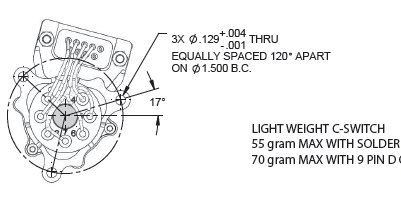 3X Ø.129 +.004 -.001 THRU
EQUALLY SPACED 120° APART
ON Ø1.500 B.C.
17°
LIGHT WEIGHT C-SWITCH
55 gram MAX WITH SOLDER
70 gram MAX WITH 9 PIN D